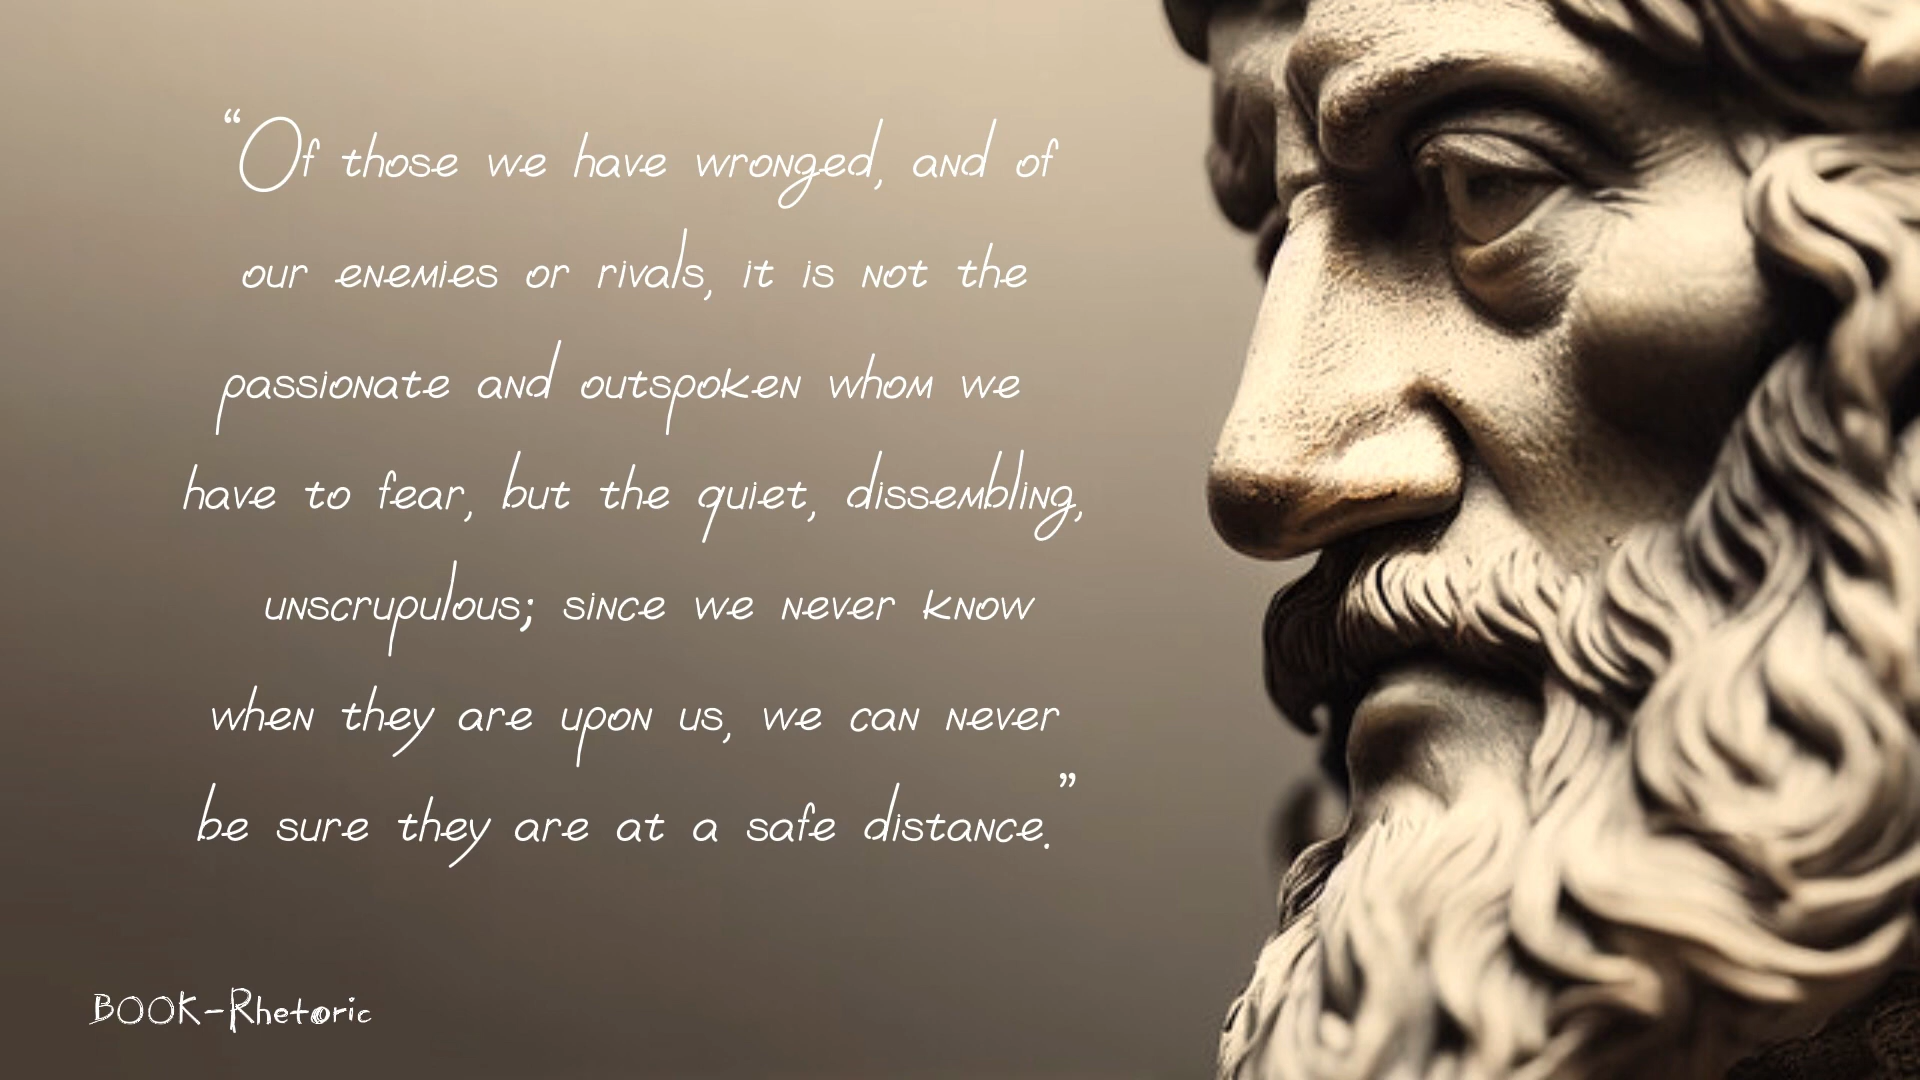 “Of those we have wronged, and of
our enemies or rivals, it is not the
passionate and outspoken whom we
have to fear, but the quiet, dissembling,
unscrupulous; since we never know
when they are upon us, we can never
be sure they are at a safe distance.”
BOOK-Rhetoric